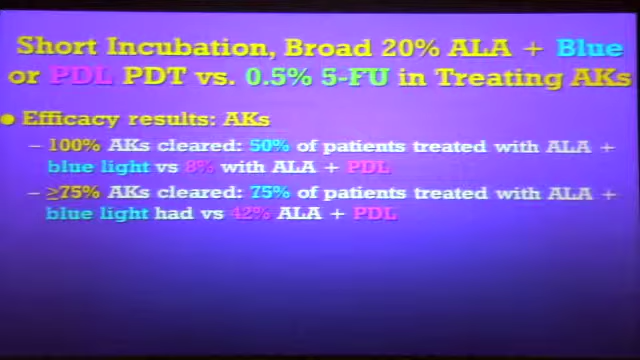 Short Incubation, Broad 20% ALA + Blue
or PDL PDT vs. 0.5% 5-FU in Treating AKs
• Efficacy results: AKs
– 100% AKs cleared: 50% of patients treated with ALA +
blue light vs 8% with ALA + PDL
– ≥75% AKs cleared: 75% of patients treated with ALA +
blue light had vs 42% ALA + PDL